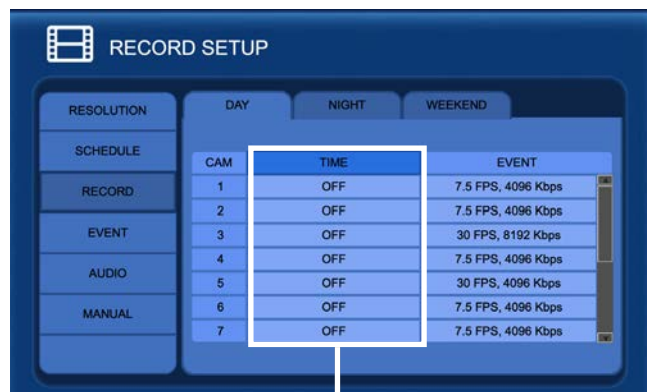 RECORD SETUP
DAY NIGHT WEEKEND
RESOLUTION
SCHEDULE
RECORD
EVENT
AUDIO
MANUAL
CAM TIME EVENT
1 OFF 7.5 FPS, 4096 Kbps
2 OFF 7.5 FPS, 4096 Kbps
3 OFF 30 FPS, 8192 Kbps
4 OFF 7.5 FPS, 4096 Kbps
5 OFF 30 FPS, 4096 Kbps
6 OFF 7.5 FPS, 4096 Kbps
7 OFF 7.5 FPS, 4096 Kbps